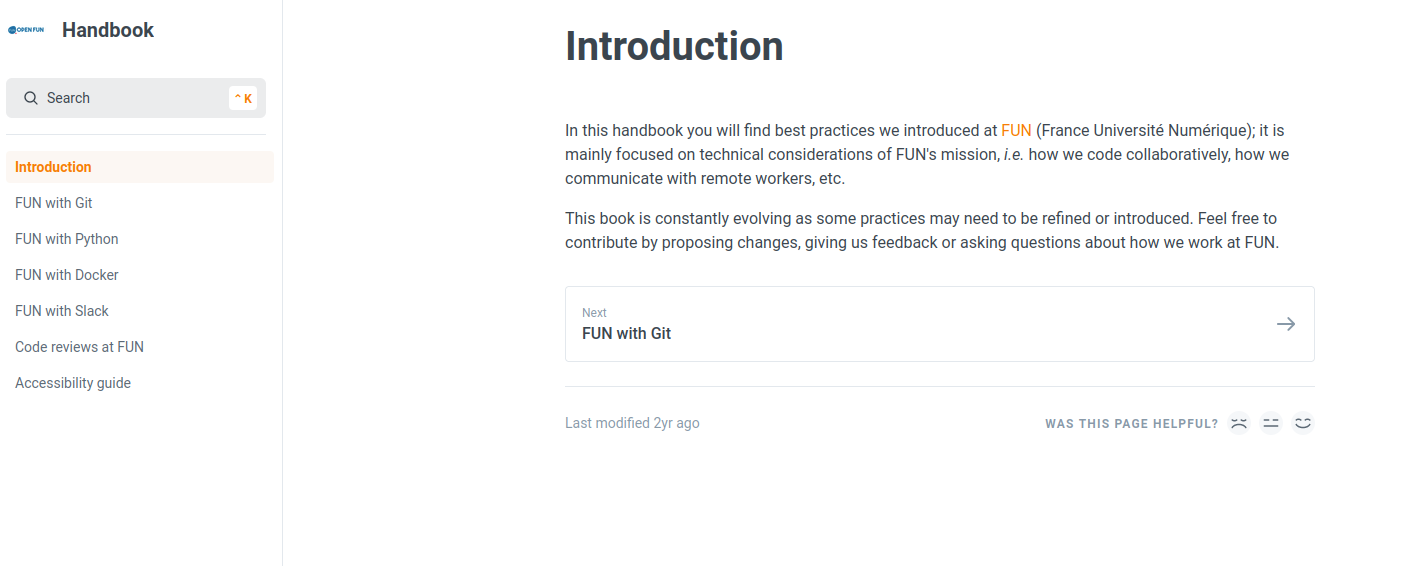 OPEN FUN
Handbook
Search
^ K
Introduction
FUN with Git
FUN with Python
FUN with Docker
FUN with Slack
Code reviews at FUN
Accessibility guide
Introduction
In this handbook you will find best practices we introduced at FUN (France Université Numérique); it is
mainly focused on technical considerations of FUN's mission, i.e. how we code collaboratively, how we
communicate with remote workers, etc.
This book is constantly evolving as some practices may need to be refined or introduced. Feel free to
contribute by proposing changes, giving us feedback or asking questions about how we work at FUN.
Next
FUN with Git
Last modified 2yr ago
WAS THIS PAGE HELPFUL?